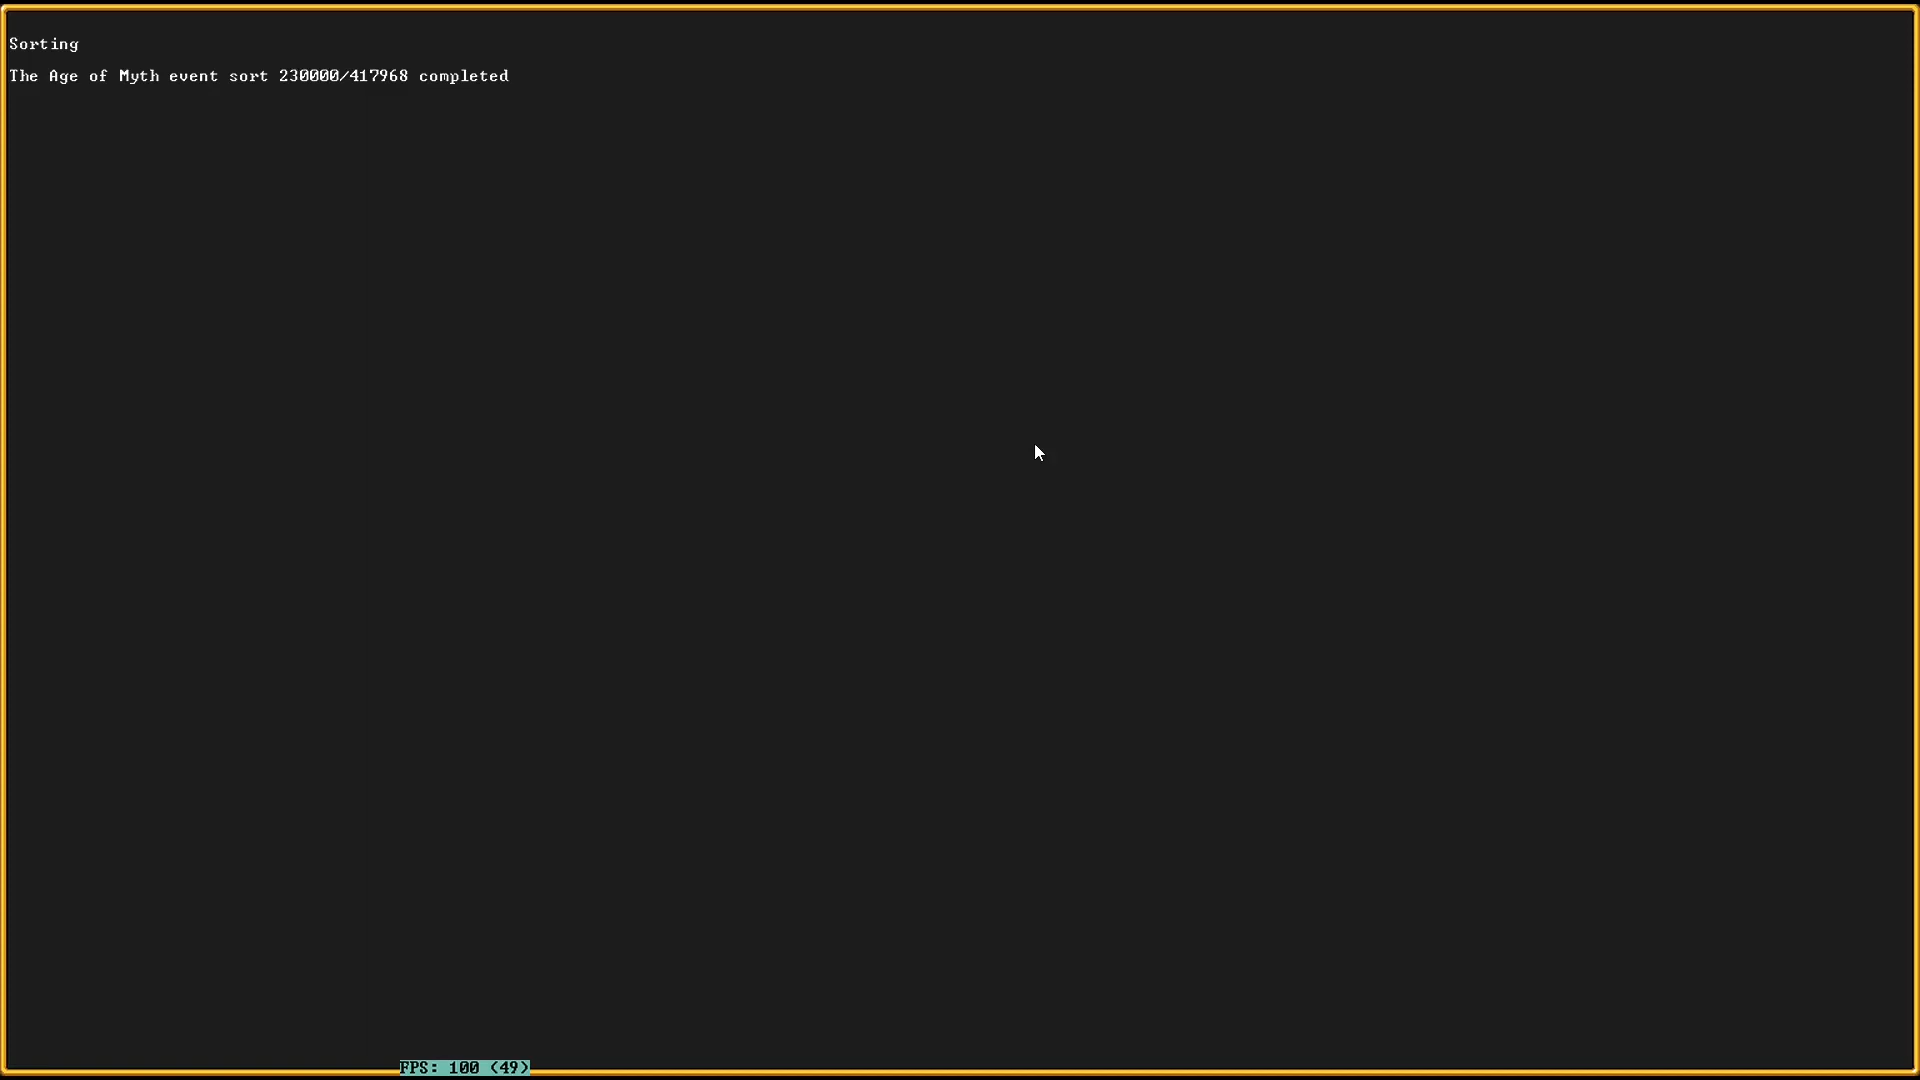 Sorting
The Age of Myth event sort 230000/417968 completed
FPS: 100 (49)